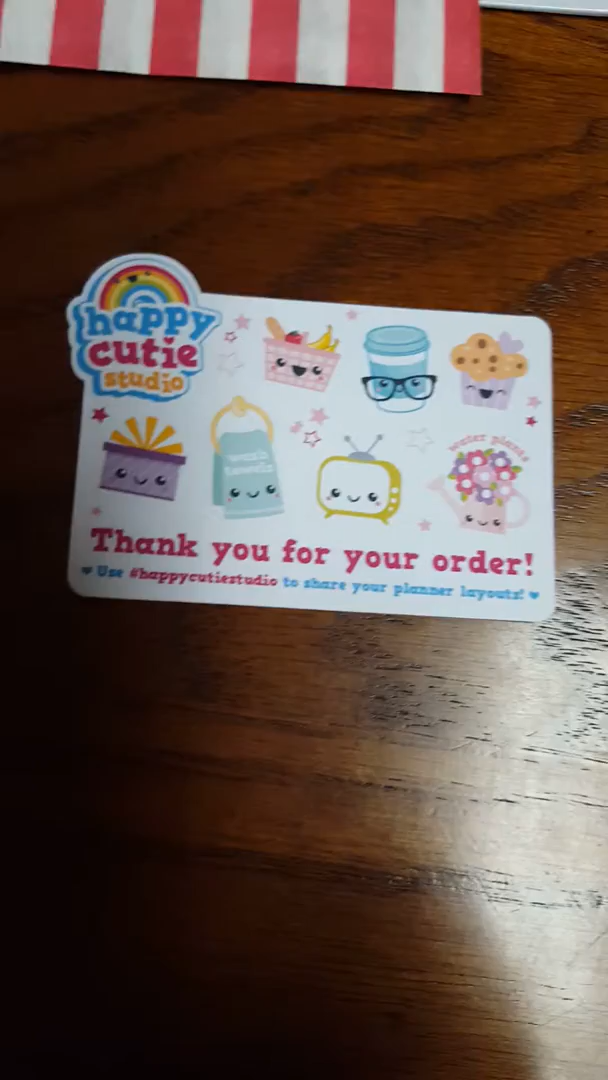 happy
cutie
studio
water plants
wash
towels
Thank you for your order!
Use #happycutiestudio to share your planner layouts!